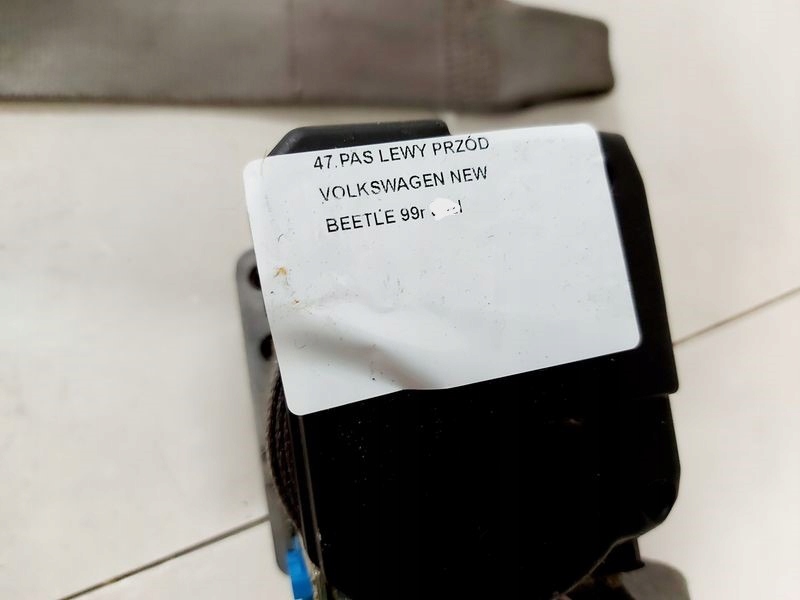 47.PAS LEWY PRZÓD
VOLKSWAGEN NEW
BEETLE 99r